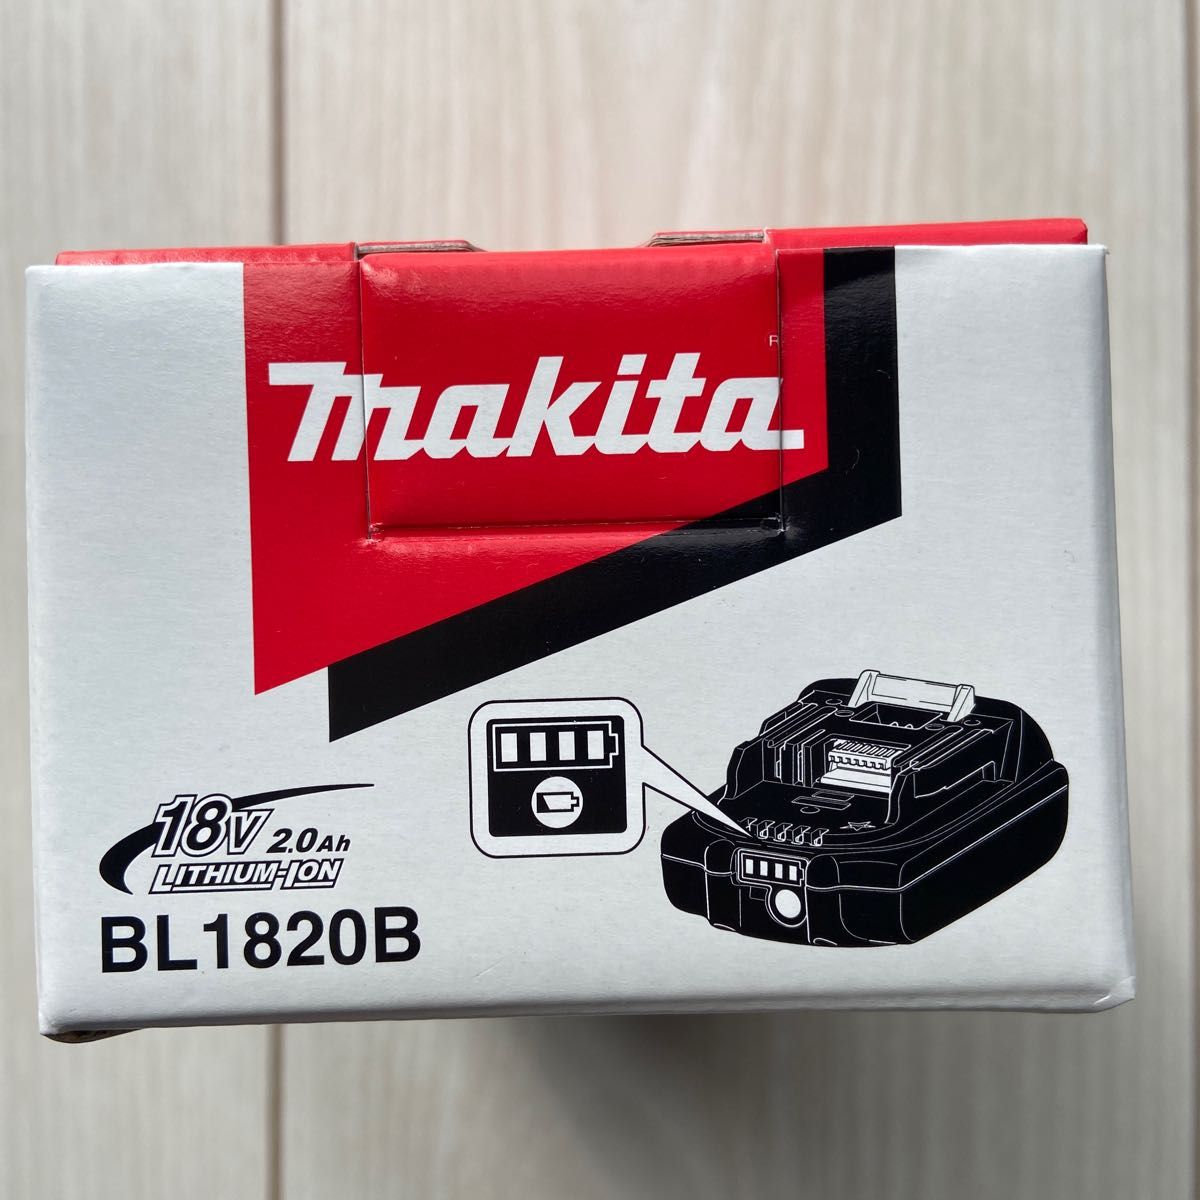 makita
R
18V 2.0Ah
LITHIUM-ION
BL1820B